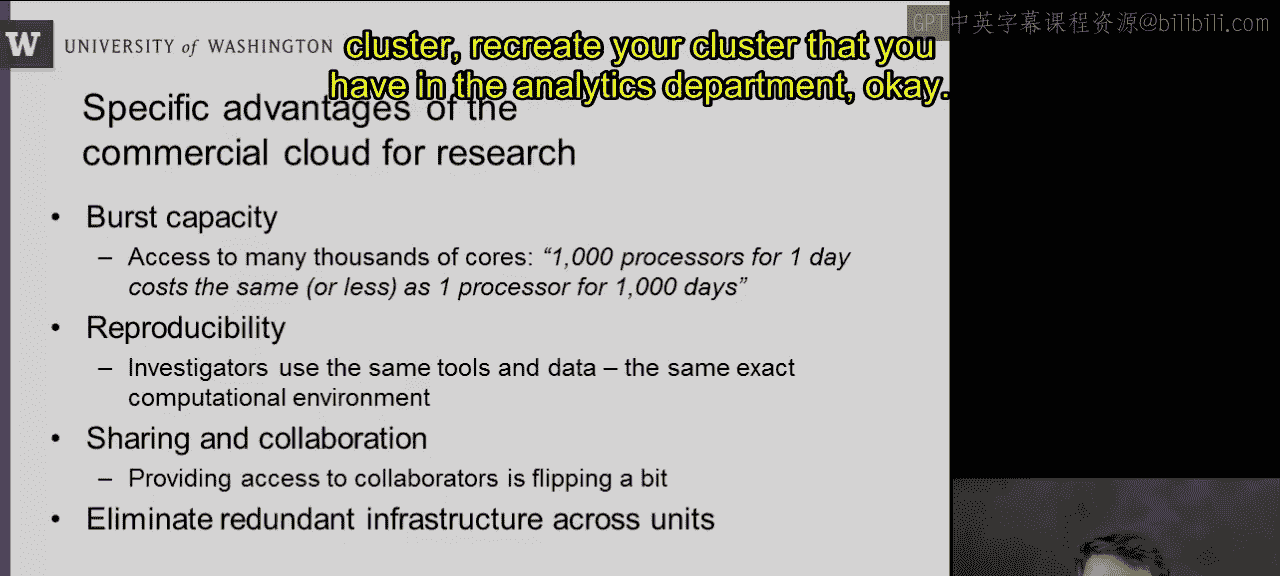 GPT中英字幕课程资源@bilibili.com
W UNIVERSITY of WASHINGTON
cluster, recreate your cluster that you
have in the analytics department, okay.
Specific advantages of the
commercial cloud for research
• Burst capacity
– Access to many thousands of cores: “1,000 processors for 1 day
costs the same (or less) as 1 processor for 1,000 days”
• Reproducibility
– Investigators use the same tools and data – the same exact
computational environment
• Sharing and collaboration
– Providing access to collaborators is flipping a bit
• Eliminate redundant infrastructure across units